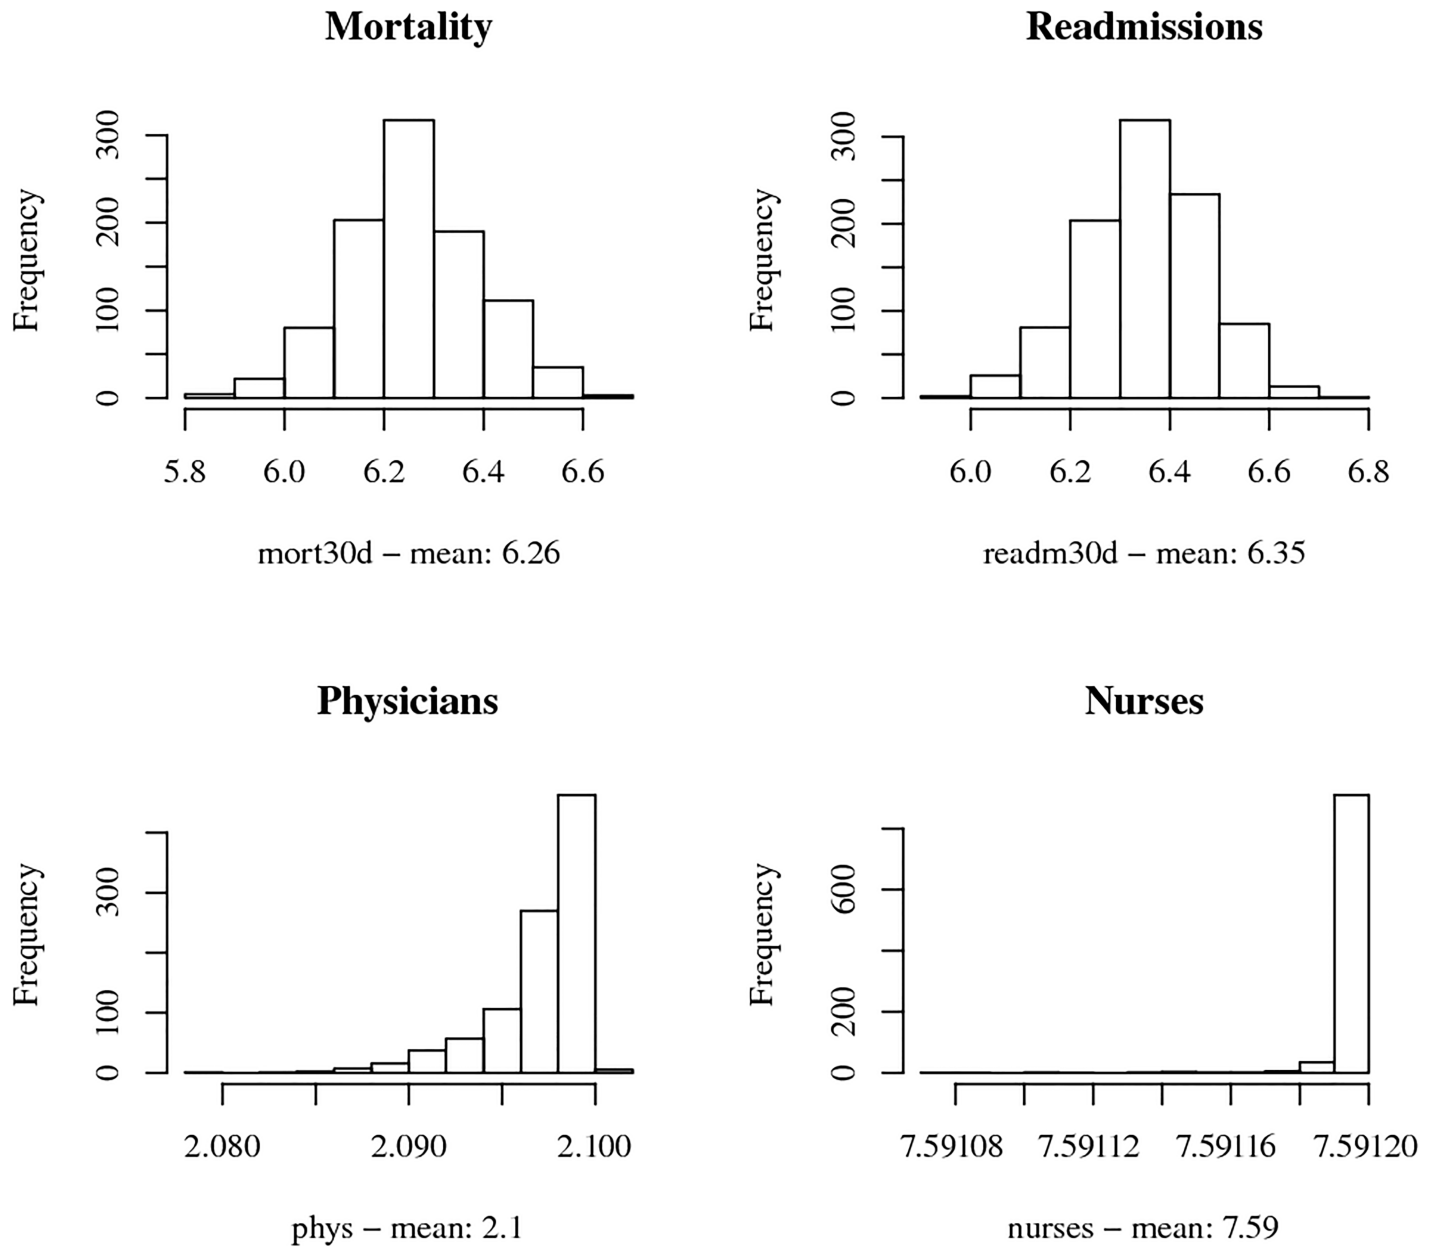 Mortality
Frequency
0 100 200 300
5.8 6.0 6.2 6.4 6.6
mort30d – mean: 6.26
Readmissions
Frequency
0 100 200 300
6.0 6.2 6.4 6.6 6.8
readm30d – mean: 6.35
Physicians
Frequency
0 100 300
2.080 2.090 2.100
phys – mean: 2.1
Nurses
Frequency
0 200 600
7.59108 7.59112 7.59116 7.59120
nurses – mean: 7.59